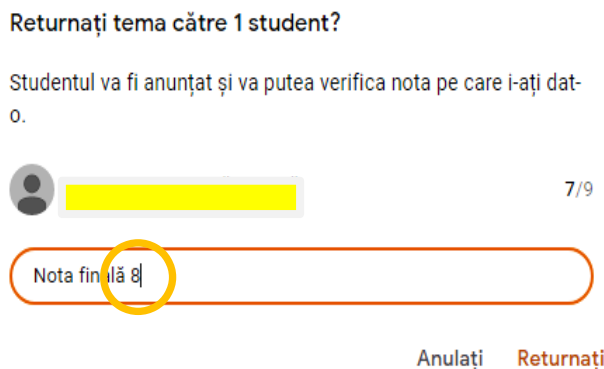 Returnați tema către 1 student?
Studentul va fi anunțat și va putea verifica nota pe care i-ați dat-
o.
7/9
Nota finală 8
Anulați Returnați